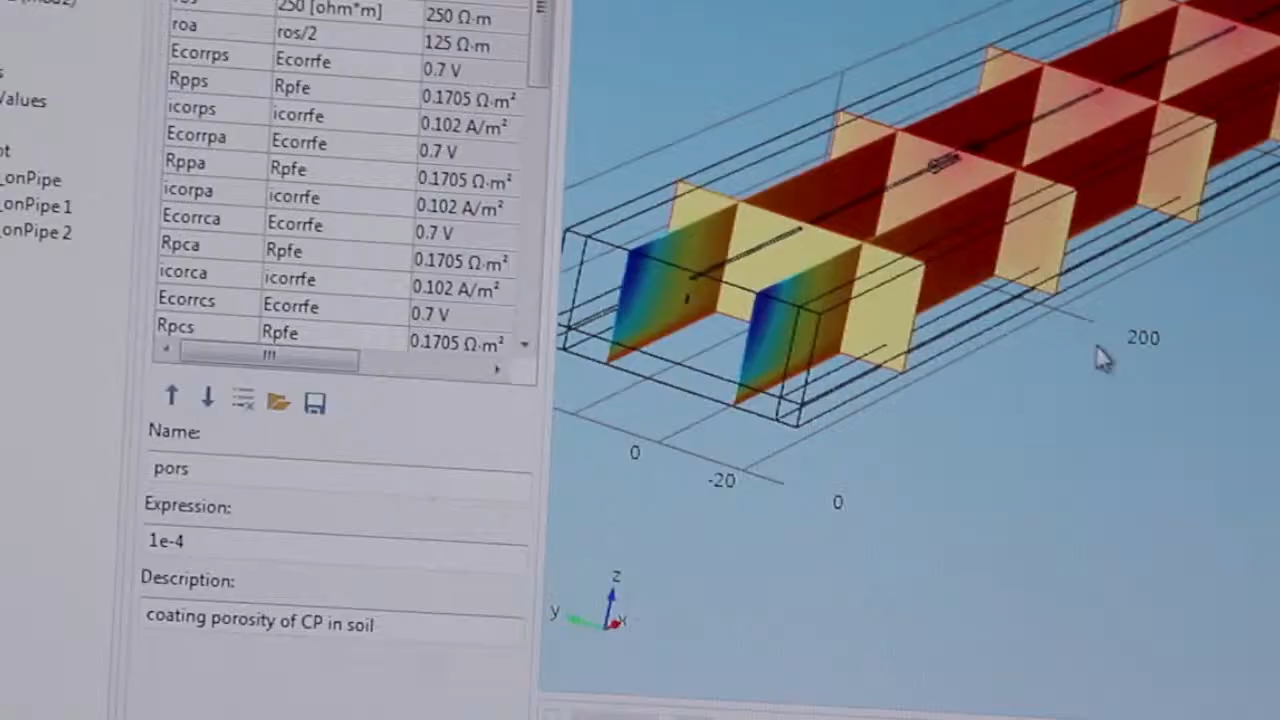 250 [ohm*m] 250 Ω·m
roa ros/2 125 Ω·m
Ecorrps Ecorrfe 0.7 V
Rpps Rpfe 0.1705 Ω·m²
icorps icorrfe 0.102 A/m²
Ecorrpa Ecorrfe 0.7 V
Rppa Rpfe 0.1705 Ω·m²
icorpa icorrfe 0.102 A/m²
Ecorrca Ecorrfe 0.7 V
Rpca Rpfe 0.1705 Ω·m²
icorca icorrfe 0.102 A/m²
Ecorrcs Ecorrfe 0.7 V
Rpcs Rpfe 0.1705 Ω·m²
Values
_onPipe
_onPipe 1
_onPipe 2
Name:
pors
Expression:
1e-4
Description:
coating porosity of CP in soil
200
0
-20
0
z
y
x